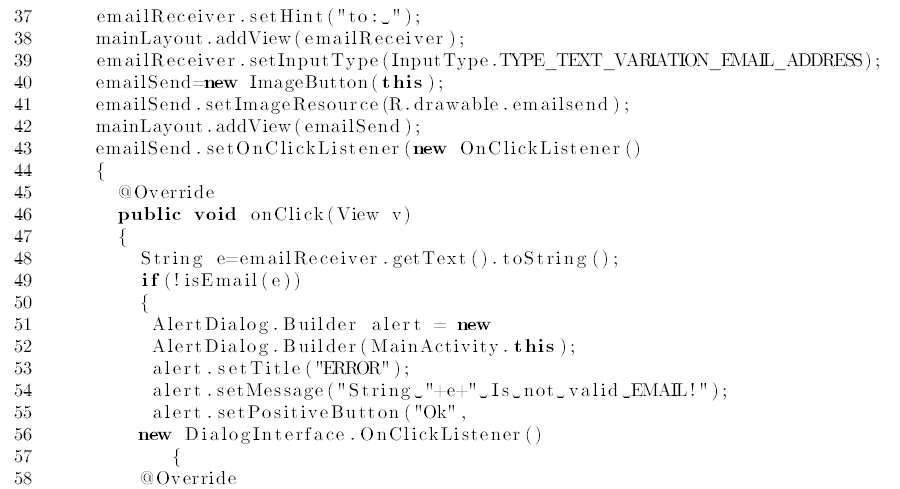 37 emailReceiver.setHint("to:␣");
38 mainLayout.addView(emailReceiver);
39 emailReceiver.setInputType(InputType.TYPE_TEXT_VARIATION_EMAIL_ADDRESS);
40 emailSend=new ImageButton(this);
41 emailSend.setImageResource(R.drawable.emailsend);
42 mainLayout.addView(emailSend);
43 emailSend.setOnClickListener(new OnClickListener()
44 {
45 @Override
46 public void onClick(View v)
47 {
48 String e=emailReceiver.getText().toString();
49 if(!isEmail(e))
50 {
51 AlertDialog.Builder alert = new
52 AlertDialog.Builder(MainActivity.this);
53 alert.setTitle("ERROR");
54 alert.setMessage("String␣"+e+"␣Is␣not␣valid␣EMAIL!");
55 alert.setPositiveButton("Ok",
56 new DialogInterface.OnClickListener()
57 {
58 @Override